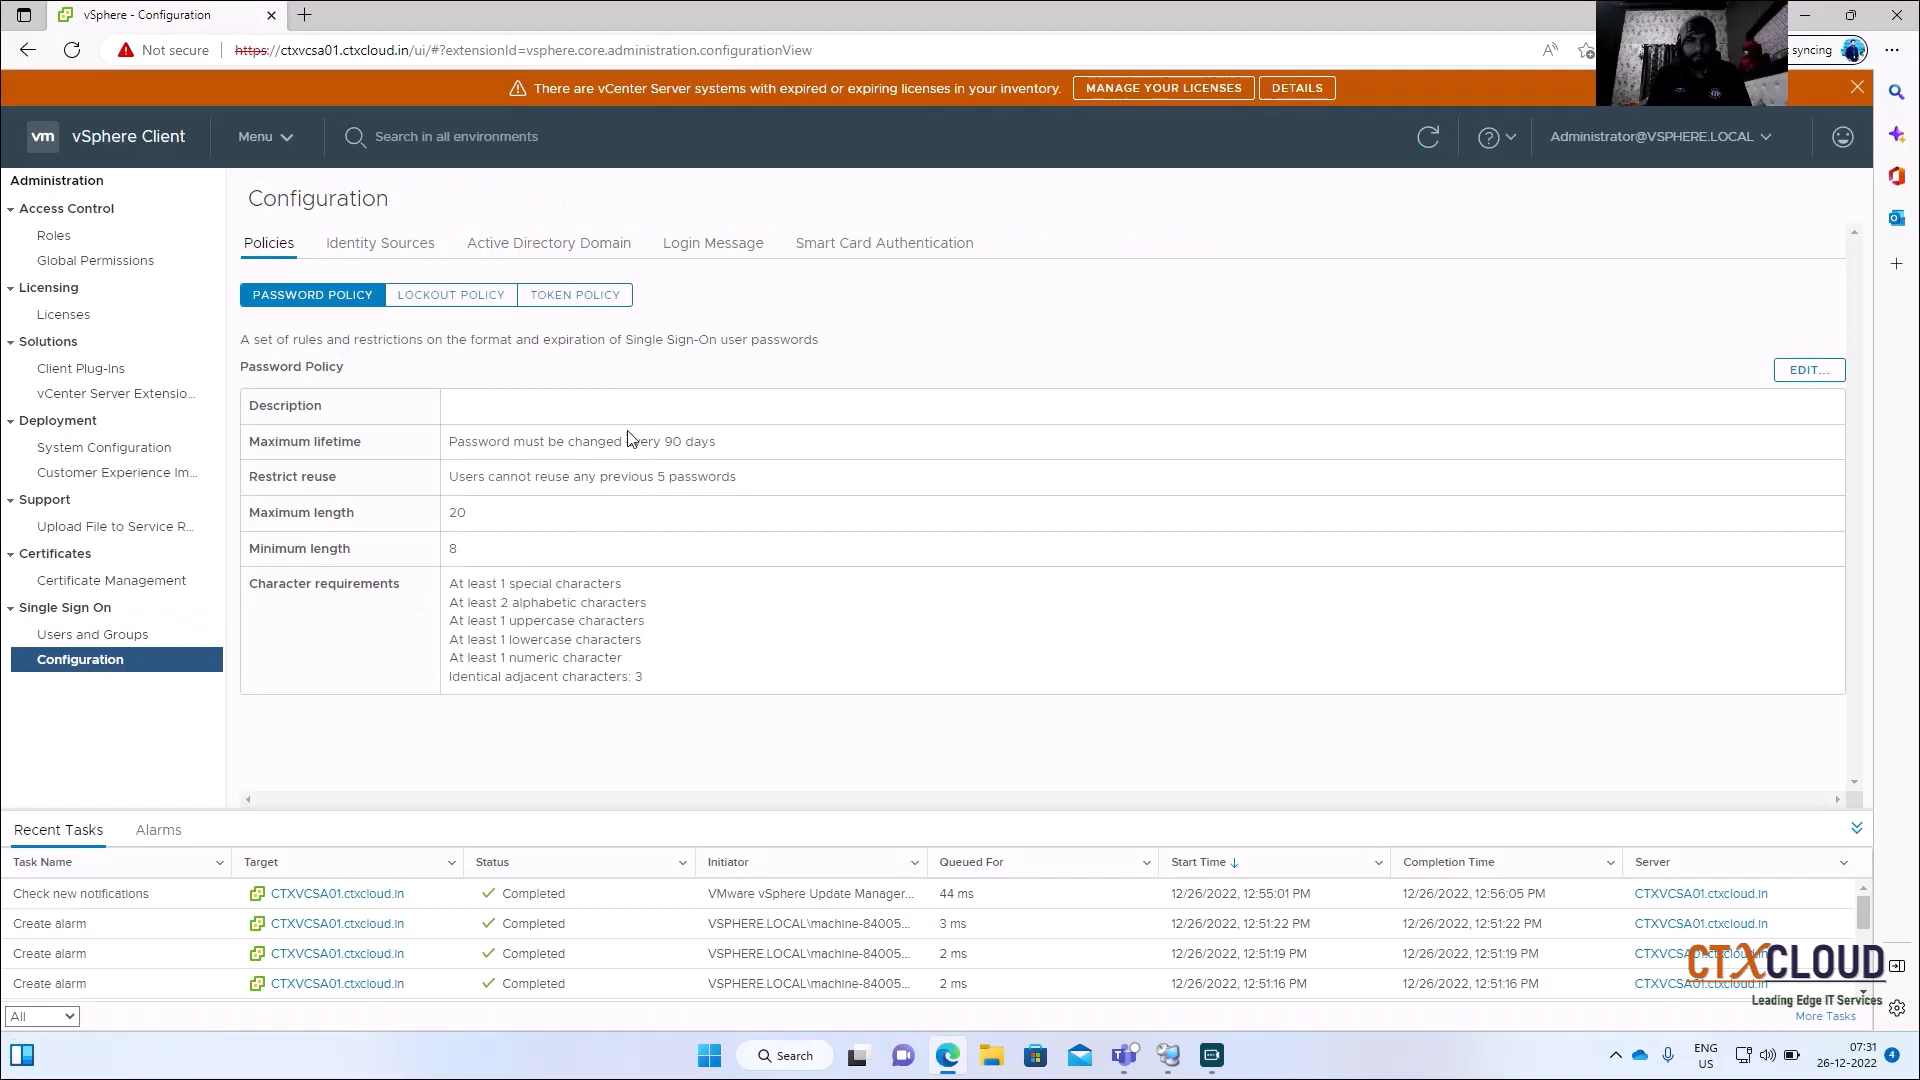 vSphere - Configuration
Not secure
https://ctxvcsa01.ctxcloud.in/ui/#?extensionId=vsphere.core.administration.configurationView
syncing
There are vCenter Server systems with expired or expiring licenses in your inventory.
MANAGE YOUR LICENSES
DETAILS
vm
vSphere Client
Menu
Search in all environments
Administrator@VSPHERE.LOCAL
Administration
Access Control
Roles
Global Permissions
Licensing
Licenses
Solutions
Client Plug-Ins
vCenter Server Extensio...
Deployment
System Configuration
Customer Experience Im...
Support
Upload File to Service R...
Certificates
Certificate Management
Single Sign On
Users and Groups
Configuration
Configuration
Policies Identity Sources Active Directory Domain Login Message Smart Card Authentication
PASSWORD POLICY LOCKOUT POLICY TOKEN POLICY
A set of rules and restrictions on the format and expiration of Single Sign-On user passwords
Password Policy
EDIT...
Description
Maximum lifetime Password must be changed every 90 days
Restrict reuse Users cannot reuse any previous 5 passwords
Maximum length 20
Minimum length 8
Character requirements At least 1 special characters
At least 2 alphabetic characters
At least 1 uppercase characters
At least 1 lowercase characters
At least 1 numeric character
Identical adjacent characters: 3
Recent Tasks Alarms
Task Name Target Status Initiator Queued For Start Time Completion Time Server
Check new notifications CTXVCSA01.ctxcloud.in Completed VMware vSphere Update Manager... 44 ms 12/26/2022, 12:55:01 PM 12/26/2022, 12:56:05 PM CTXVCSA01.ctxcloud.in
Create alarm CTXVCSA01.ctxcloud.in Completed VSPHERE.LOCAL\machine-84005... 3 ms 12/26/2022, 12:51:22 PM 12/26/2022, 12:51:22 PM CTXVCSA01.ctxcloud.in
Create alarm CTXVCSA01.ctxcloud.in Completed VSPHERE.LOCAL\machine-84005... 2 ms 12/26/2022, 12:51:19 PM 12/26/2022, 12:51:19 PM CTXVCSA01.ctxcloud.in
Create alarm CTXVCSA01.ctxcloud.in Completed VSPHERE.LOCAL\machine-84005... 2 ms 12/26/2022, 12:51:16 PM 12/26/2022, 12:51:16 PM CTXVCSA01.ctxcloud.in
CTXCLOUD
Leading Edge IT Services
All
More Tasks
Search
ENG
US
07:31
26-12-2022
4